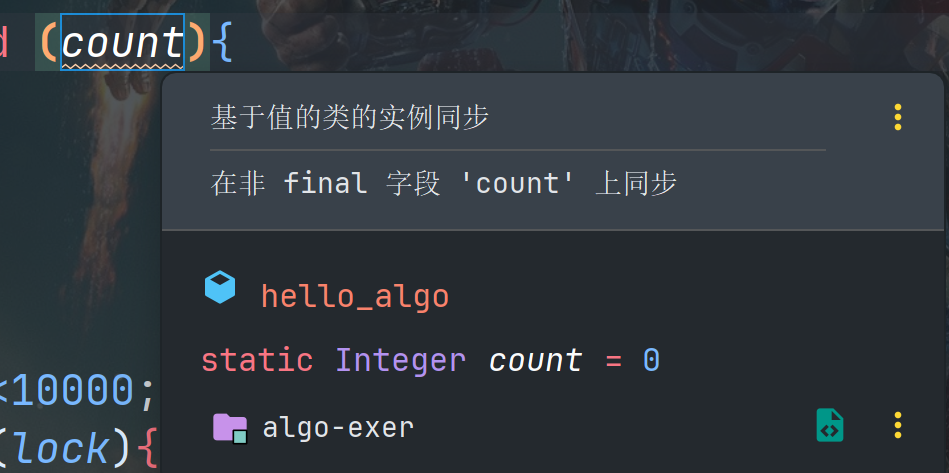 d (count){
基于值的类的实例同步
在非 final 字段 'count' 上同步
hello_algo
static Integer count = 0
<10000;
(lock){
algo-exer